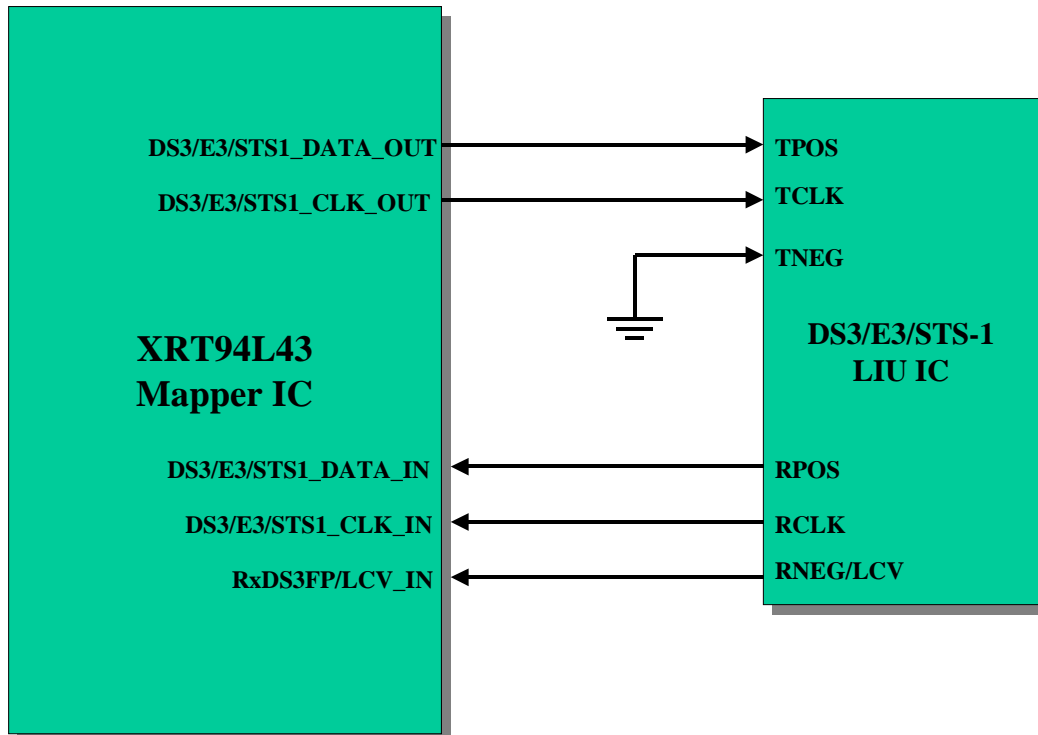 DS3/E3/STS1_DATA_OUT
DS3/E3/STS1_CLK_OUT
XRT94L43
Mapper IC
DS3/E3/STS1_DATA_IN
DS3/E3/STS1_CLK_IN
RxDS3FP/LCV_IN
TPOS
TCLK
TNEG
DS3/E3/STS-1
LIU IC
RPOS
RCLK
RNEG/LCV